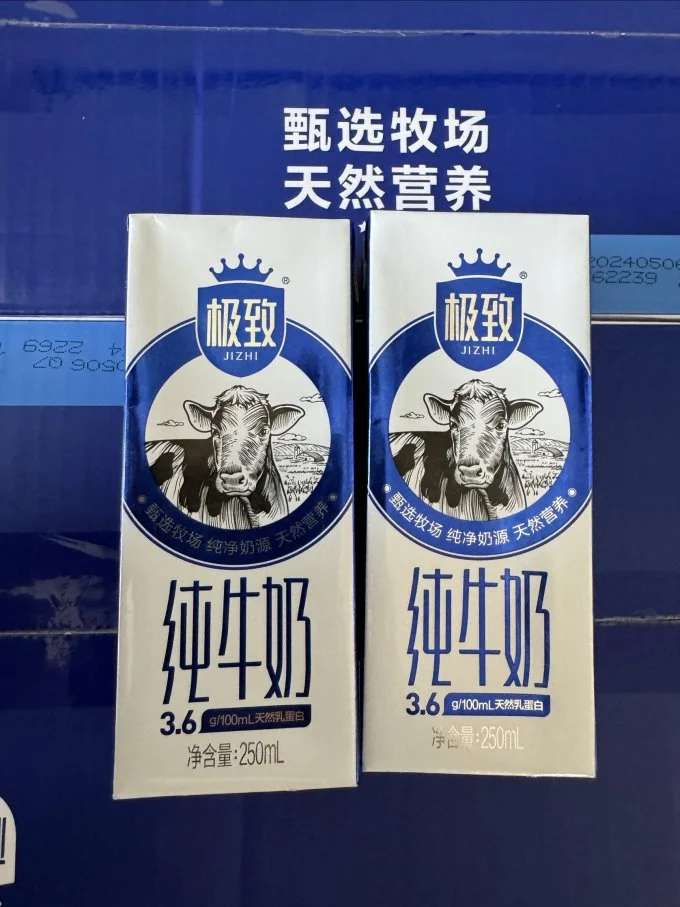 甄选牧场
天然营养
20240506
62239
极致
JIZHI
®
甄选牧场 纯净奶源 天然营养
纯牛奶
3.6 g/100mL天然乳蛋白
净含量:250mL
极致
JIZHI
®
甄选牧场 纯净奶源 天然营养
纯牛奶
3.6 g/100mL天然乳蛋白
净含量:250mL